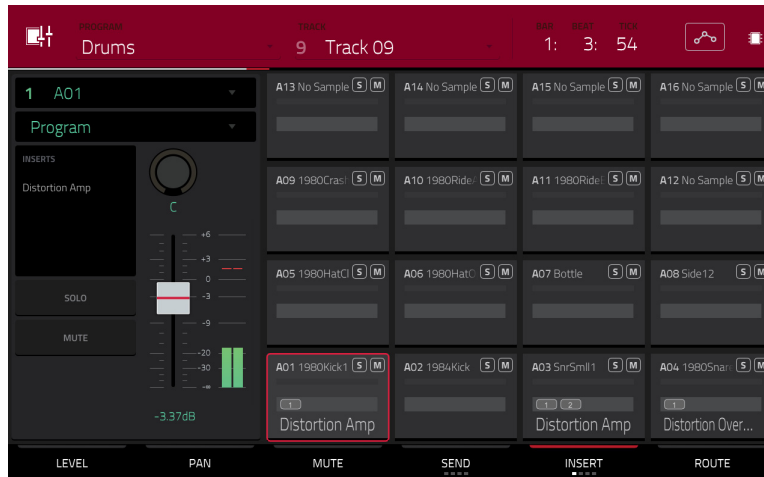 PROGRAM
Drums
TRACK
9 Track 09
BAR BEAT TICK
1: 3: 54
1 A01
Program
INSERTS
Distortion Amp
C
+6
+3
0
-3
-9
-20
-30
-∞
-3.37dB
SOLO
MUTE
A13 No Sample S M
A14 No Sample S M
A15 No Sample S M
A16 No Sample S M
A09 1980Crash S M
A10 1980Ride S M
A11 1980Ride S M
A12 No Sample S M
A05 1980HatCl S M
A06 1980HatO S M
A07 Bottle S M
A08 Side12 S M
A01 1980Kick1 S M
1
Distortion Amp
A02 1984Kick S M
A03 SnrSmll1 S M
1 2
Distortion Amp
A04 1980Snar S M
1
Distortion Over...
LEVEL
PAN
MUTE
SEND
INSERT
ROUTE